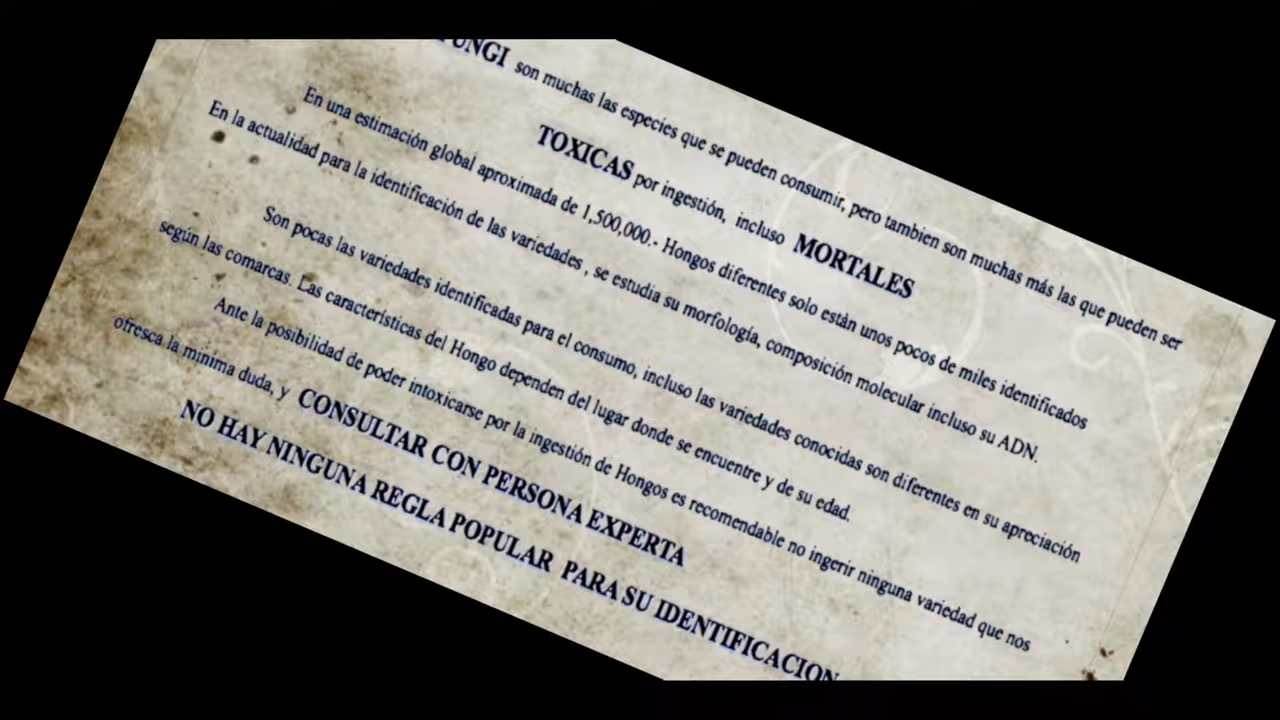 FUNGI son muchas las especies que se pueden consumir, pero tambien son muchas más las que pueden ser
TOXICAS por ingestión, incluso MORTALES
En una estimación global aproximada de 1,500,000.- Hongos diferentes solo están unos pocos de miles identificados
En la actualidad para la identificación de las variedades , se estudia su morfología, composición molecular incluso su ADN.
Son pocas las variedades identificadas para el consumo, incluso las variedades conocidas son diferentes en su apreciación
según las comarcas. Las características del Hongo dependen del lugar donde se encuentre y de su edad.
Ante la posibilidad de poder intoxicarse por la ingestión de Hongos es recomendable no ingerir ninguna variedad que nos
ofresca la minima duda, y CONSULTAR CON PERSONA EXPERTA
NO HAY NINGUNA REGLA POPULAR PARA SU IDENTIFICACION